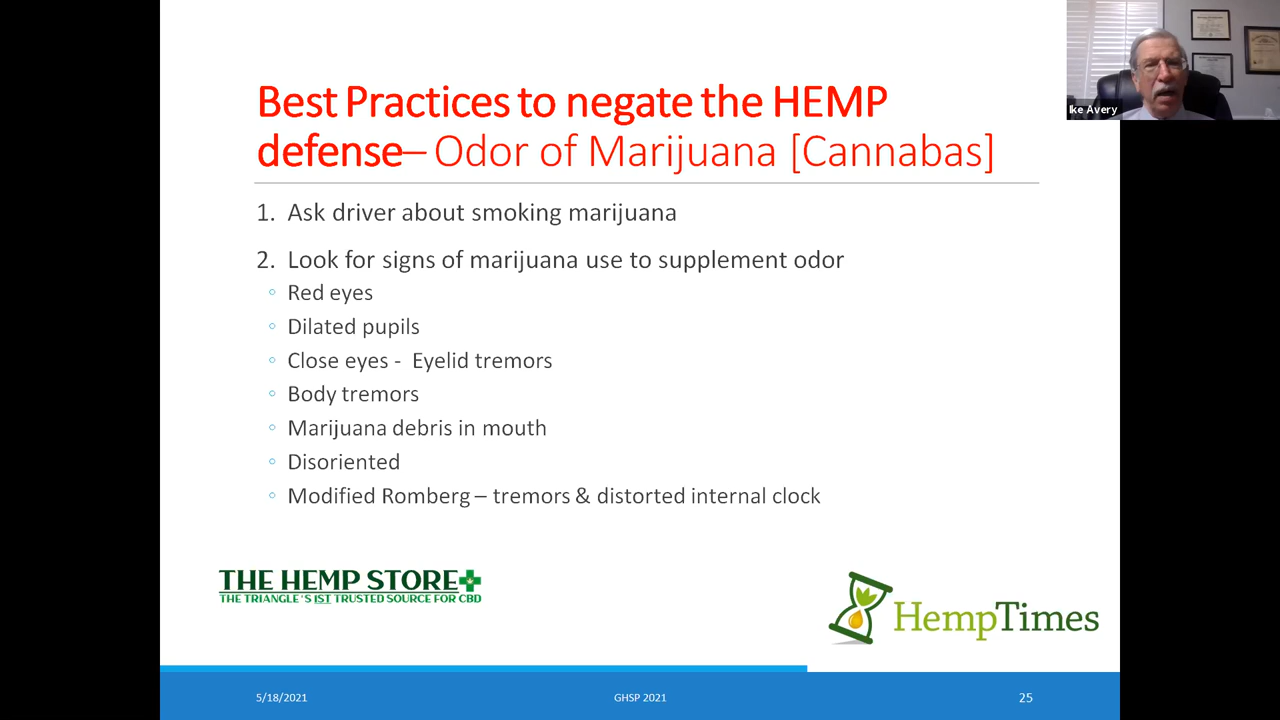 Ike Avery
Best Practices to negate the HEMP
defense– Odor of Marijuana [Cannabas]
1. Ask driver about smoking marijuana
2. Look for signs of marijuana use to supplement odor
◦ Red eyes
◦ Dilated pupils
◦ Close eyes - Eyelid tremors
◦ Body tremors
◦ Marijuana debris in mouth
◦ Disoriented
◦ Modified Romberg – tremors & distorted internal clock
THE HEMP STORE
THE TRIANGLE'S 1ST TRUSTED SOURCE FOR CBD
HempTimes
5/18/2021
GHSP 2021
25